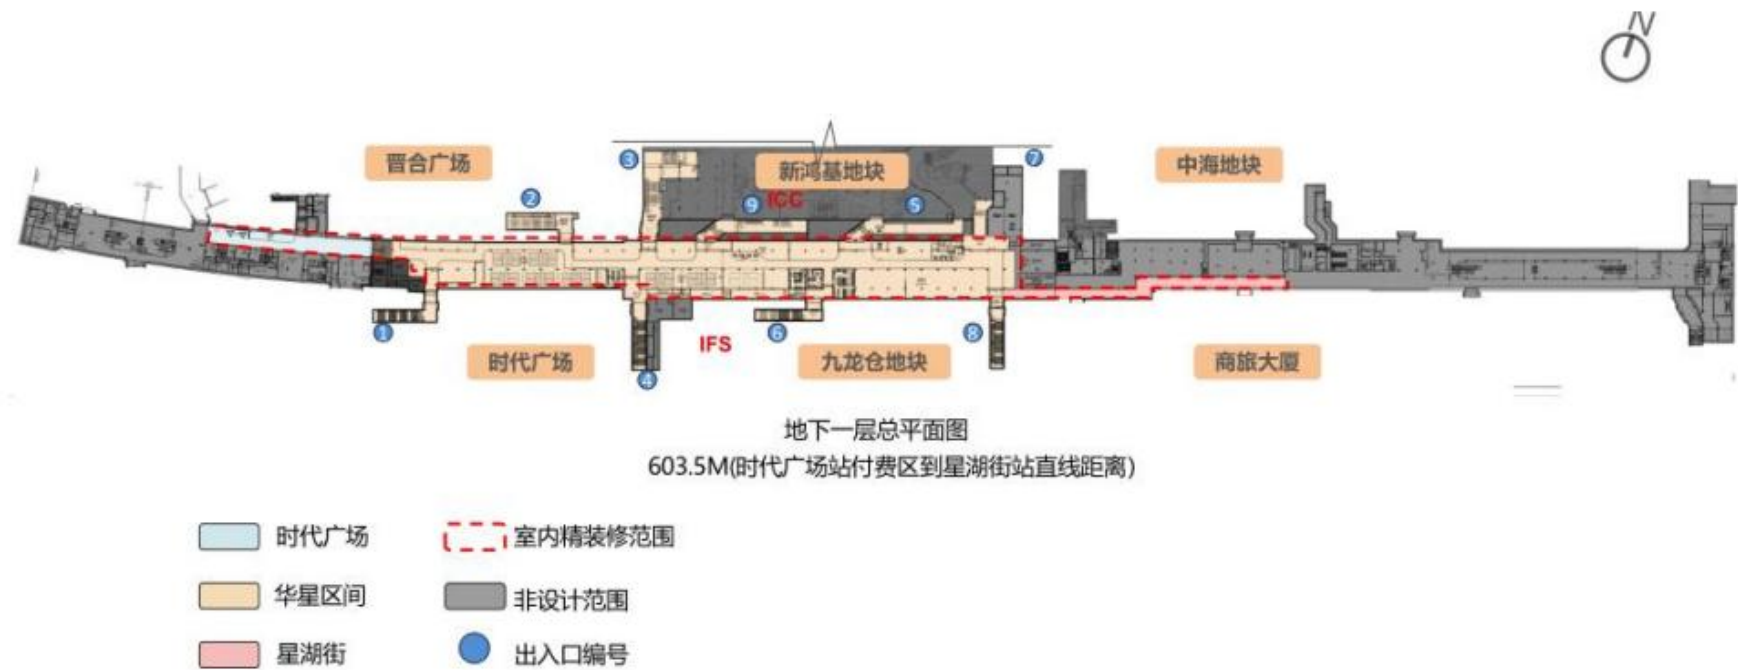 N
晋合广场
③
新鸿基地块
⑦
中海地块
②
⑨
ICC
⑤
①
IFS
⑥
⑧
时代广场
④
九龙仓地块
商旅大厦
地下一层总平面图
603.5M(时代广场站付费区到星湖街站直线距离)
时代广场
室内精装修范围
华星区间
非设计范围
星湖街
出入口编号